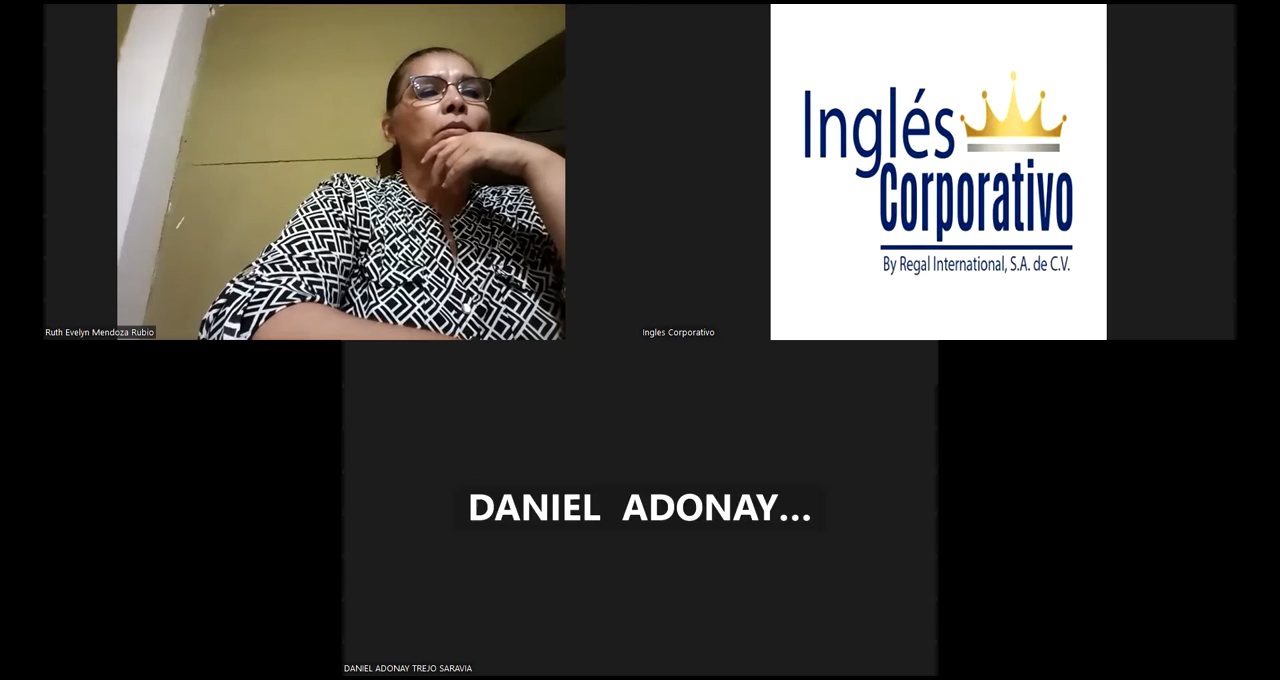 Inglés
Corporativo
By Regal International, S.A. de C.V.
Ruth Evelyn Mendoza Rubio
Ingles Corporativo
DANIEL ADONAY...
DANIEL ADONAY TREJO SARAVIA